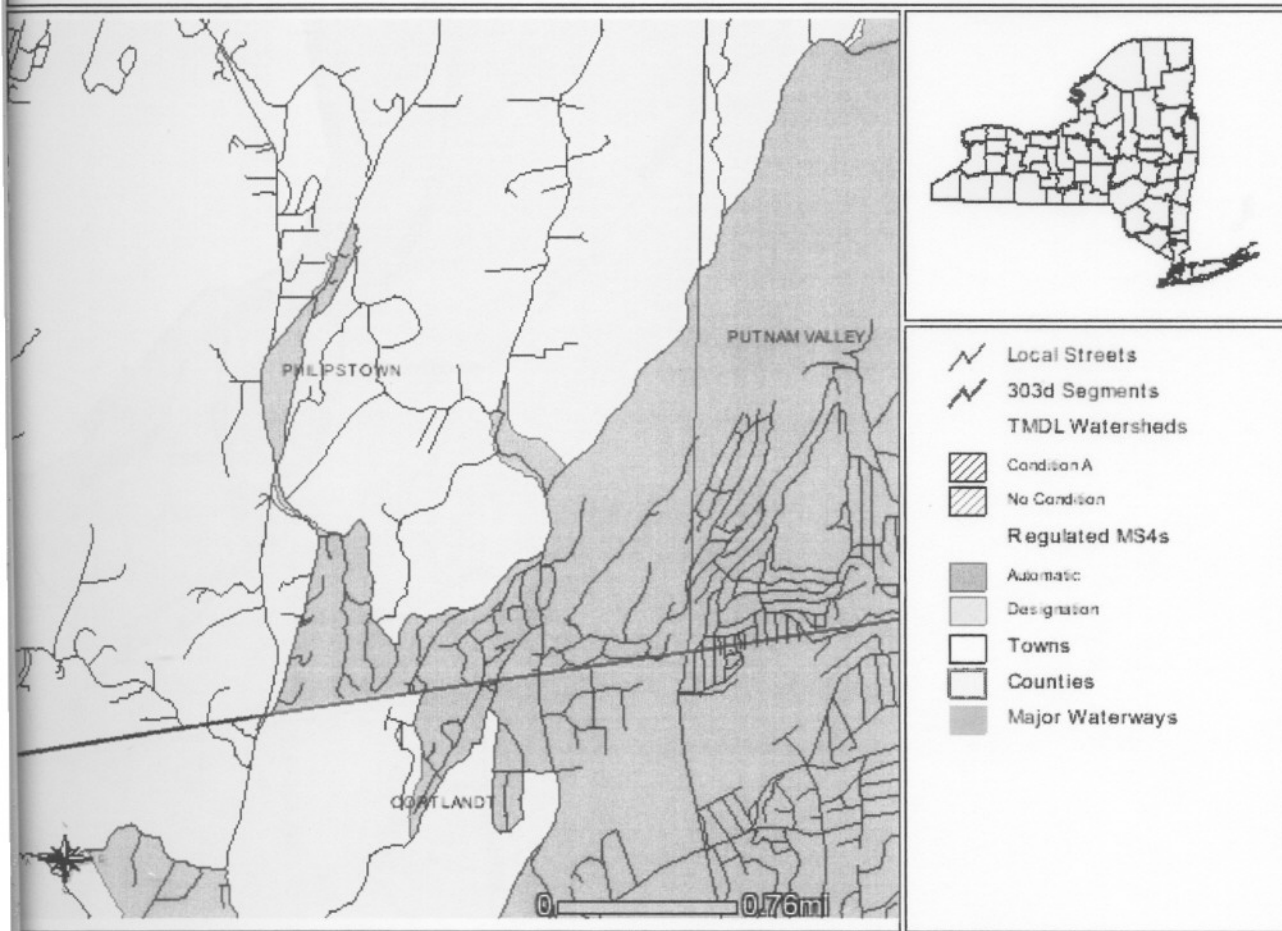 PUTNAM VALLEY
PHILIPSTOWN
CORTLANDT
0 0.76mi
Local Streets
303d Segments
TMDL Watersheds
Condition A
No Condition
Regulated MS4s
Automatic
Designation
Towns
Counties
Major Waterways